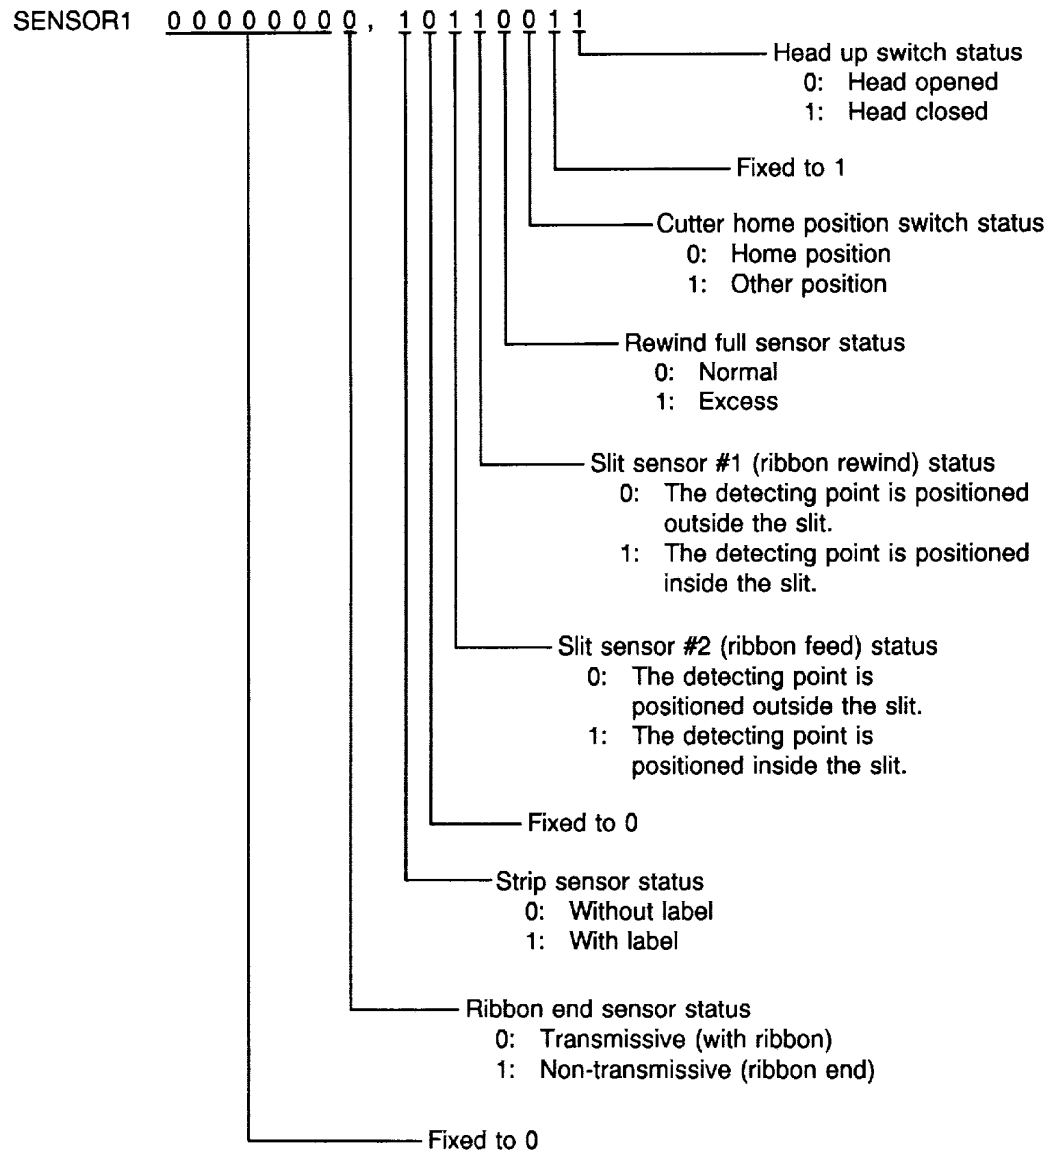 SENSOR1 0 0 0 0 0 0 0 0 , 1 0 1 1 0 0 1 1
Head up switch status
0: Head opened
1: Head closed
Fixed to 1
Cutter home position switch status
0: Home position
1: Other position
Rewind full sensor status
0: Normal
1: Excess
Slit sensor #1 (ribbon rewind) status
0: The detecting point is positioned
outside the slit.
1: The detecting point is positioned
inside the slit.
Slit sensor #2 (ribbon feed) status
0: The detecting point is
positioned outside the slit.
1: The detecting point is
positioned inside the slit.
Fixed to 0
Strip sensor status
0: Without label
1: With label
Ribbon end sensor status
0: Transmissive (with ribbon)
1: Non-transmissive (ribbon end)
Fixed to 0